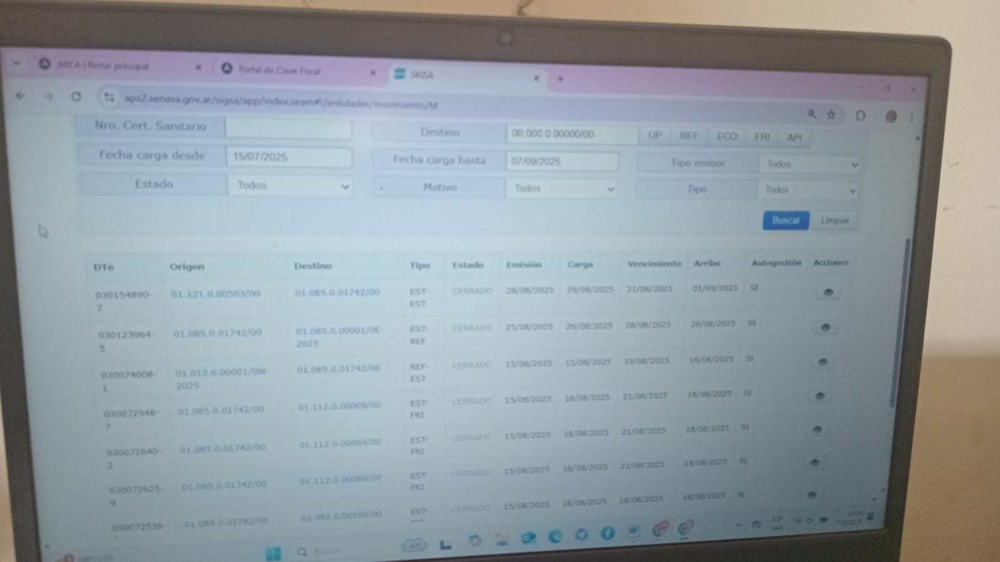 ARCA | Portal principal
Portal de Clave Fiscal
SIGSA
aps2.senasa.gov.ar/sigsa/app/index.seam#!/entidades/movimiento/M
Nro. Cert. Sanitario Destino 00.000.0.00000/00 UP REF ECO FRI API
Fecha carga desde 15/07/2025 Fecha carga hasta 07/09/2025 Tipo emisor Todos
Estado Todos Motivo Todos Tipo Todos
Buscar Limpiar
DTe Origen Destino Tipo Estado Emisión Carga Vencimiento Arribo Autogestión Acciones
030154890-7 01.121.0.00503/00 01.085.0.01742/00 EST-EST CERRADO 28/08/2025 29/08/2025 31/08/2025 01/09/2025 SI
030123964-5 01.085.0.01742/00 01.085.0.00001/0E-2025 EST-REF CERRADO 25/08/2025 26/08/2025 28/08/2025 26/08/2025 SI
030074008-1 01.013.0.00001/0W-2025 01.085.0.01742/00 REF-EST CERRADO 15/08/2025 15/08/2025 19/08/2025 16/08/2025 SI
030072948-7 01.085.0.01742/00 01.112.0.00069/00 EST-FRI CERRADO 15/08/2025 18/08/2025 21/08/2025 18/08/2025 SI
030072640-2 01.085.0.01742/00 01.112.0.00069/00 EST-FRI CERRADO 15/08/2025 18/08/2025 21/08/2025 18/08/2025 SI
030072625-9 01.085.0.01742/00 01.112.0.00069/00 EST-FRI CERRADO 15/08/2025 18/08/2025 21/08/2025 18/08/2025 SI
030072536- 01.085.0.01742/00 01.092.0.00109/00 EST- CERRADO 15/08/2025 16/08/2025 18/08/2025 18/08/2025 SI
Buscar
ESP
LAA
7/9/2025